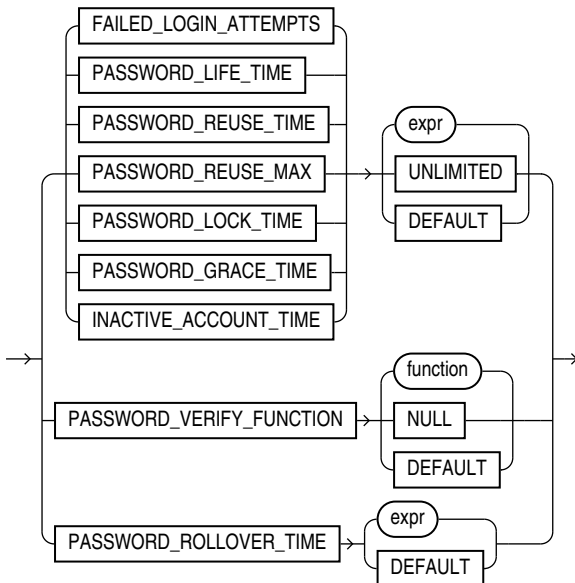 FAILED_LOGIN_ATTEMPTS
PASSWORD_LIFE_TIME
PASSWORD_REUSE_TIME
PASSWORD_REUSE_MAX
PASSWORD_LOCK_TIME
PASSWORD_GRACE_TIME
INACTIVE_ACCOUNT_TIME
expr
UNLIMITED
DEFAULT
PASSWORD_VERIFY_FUNCTION
function
NULL
DEFAULT
PASSWORD_ROLLOVER_TIME
expr
DEFAULT